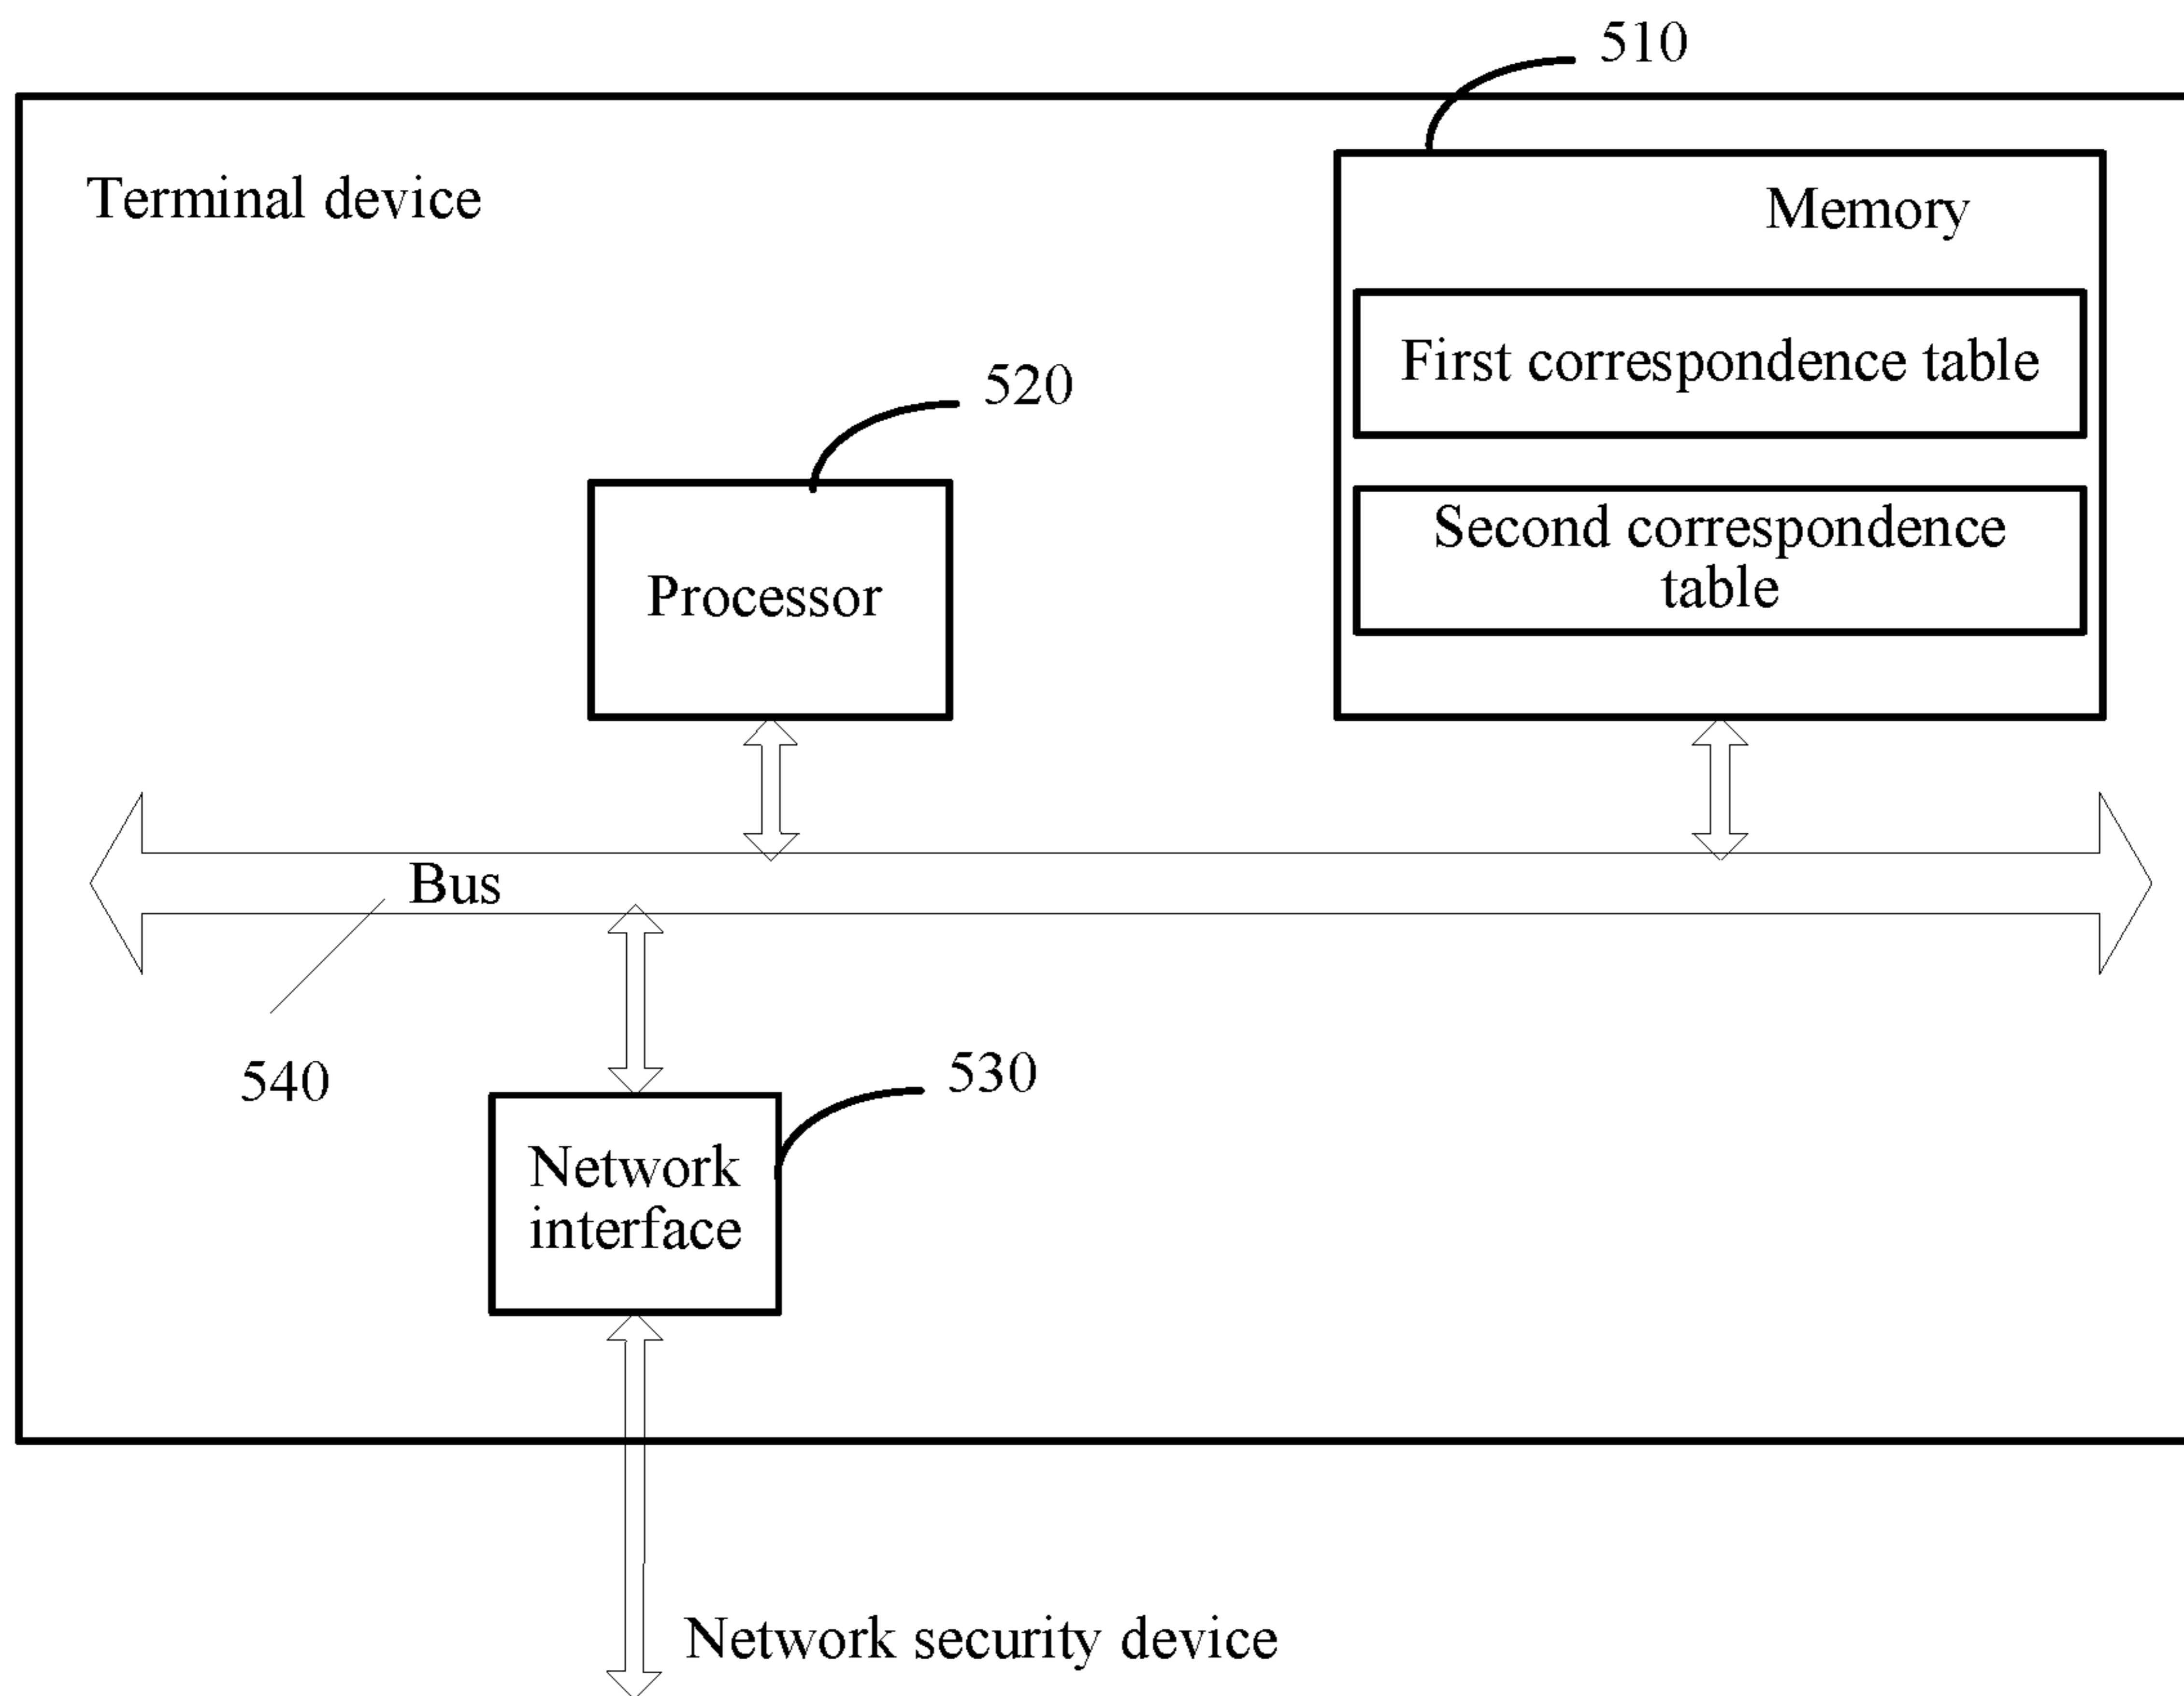 510
Terminal device
Memory
First correspondence table
520
Second correspondence
table
Processor
Bus
540
530
Network
interface
Network security device